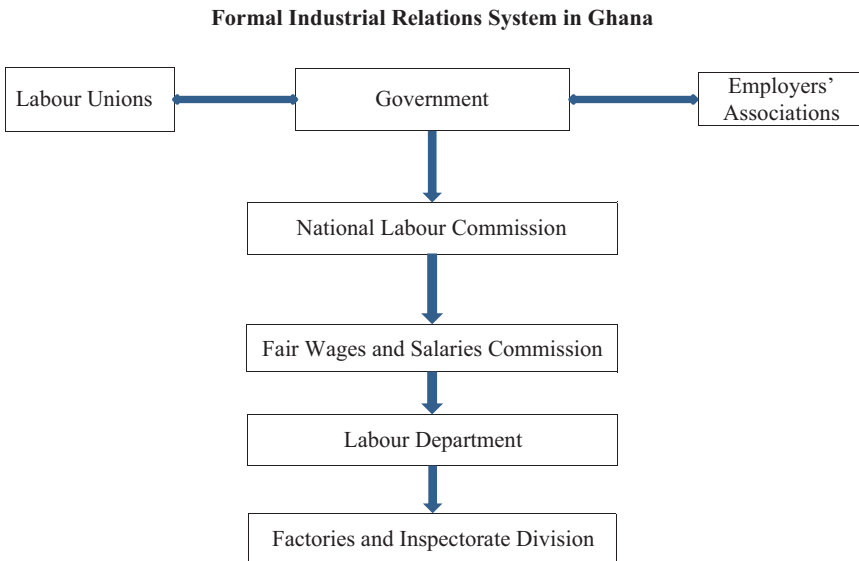 Formal Industrial Relations System in Ghana
Labour Unions
Government
Employers’
Associations
National Labour Commission
Fair Wages and Salaries Commission
Labour Department
Factories and Inspectorate Division